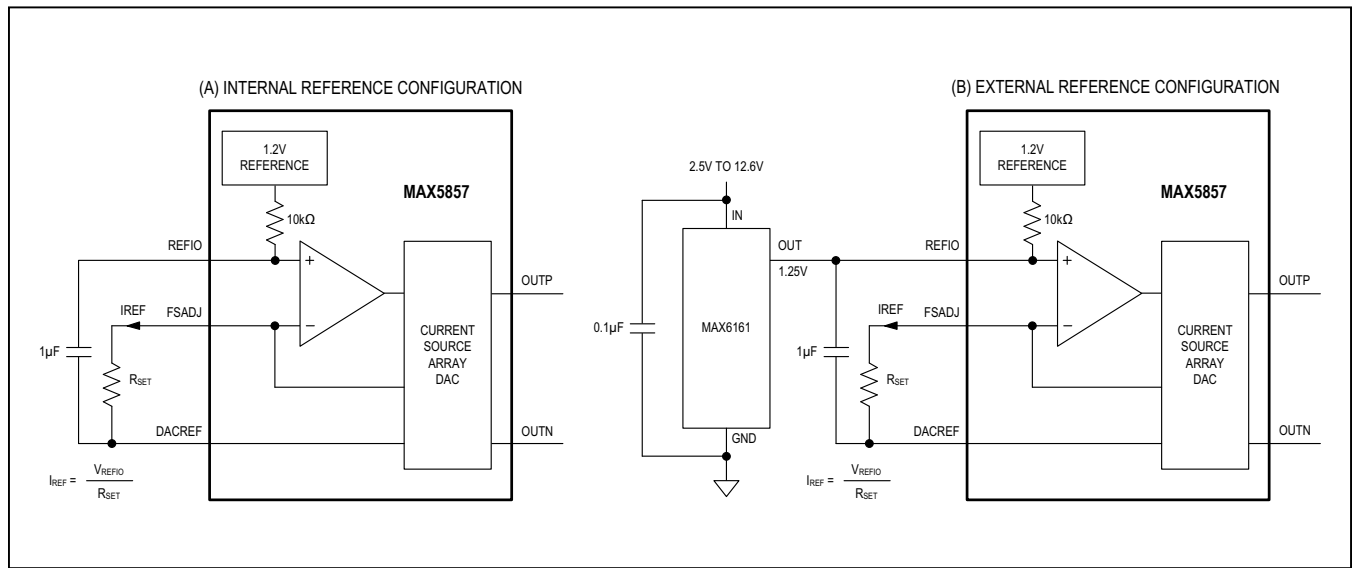 (A) INTERNAL REFERENCE CONFIGURATION
1.2V
REFERENCE
MAX5857
10kΩ
REFIO
+
OUTP
IREF
FSADJ
−
1µF
RSET
CURRENT
SOURCE
ARRAY
DAC
DACREF
OUTN
IREF = VREFIO
RSET
(B) EXTERNAL REFERENCE CONFIGURATION
2.5V TO 12.6V
IN
OUT
1.25V
0.1µF
MAX6161
GND
1.2V
REFERENCE
MAX5857
10kΩ
REFIO
+
OUTP
IREF
FSADJ
−
1µF
RSET
CURRENT
SOURCE
ARRAY
DAC
DACREF
OUTN
IREF = VREFIO
RSET